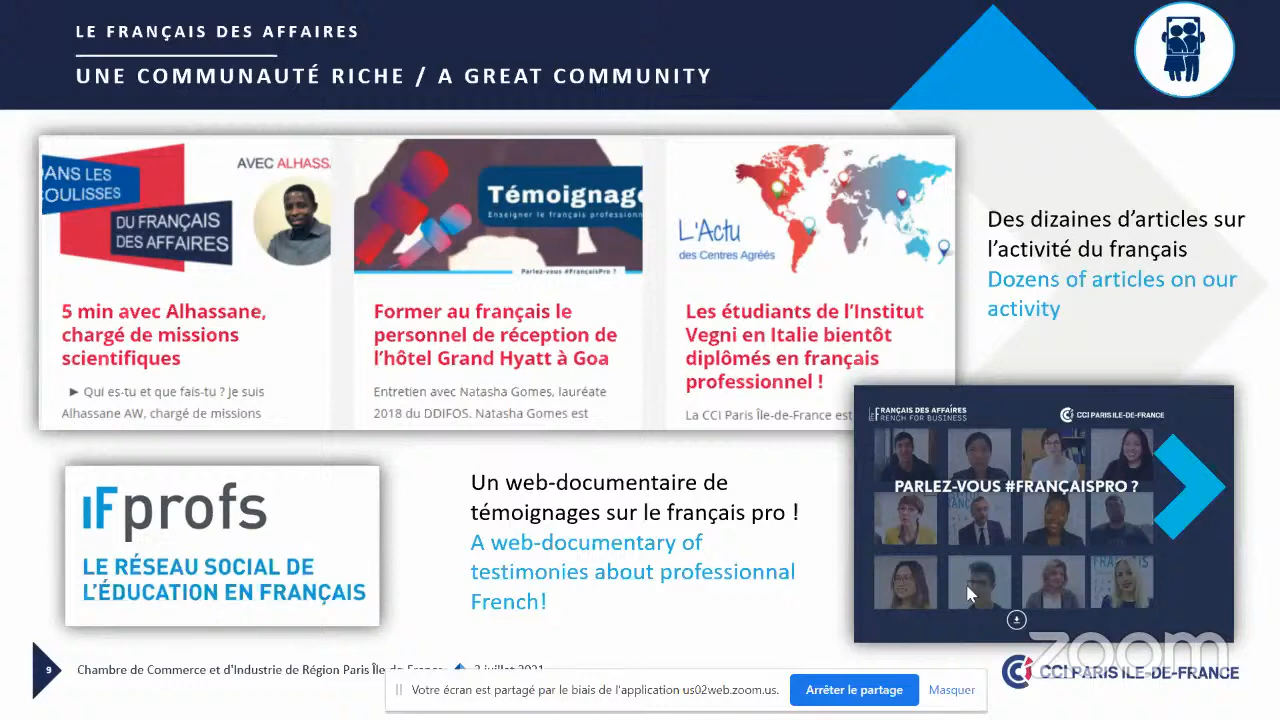 LE FRANÇAIS DES AFFAIRES
UNE COMMUNAUTÉ RICHE / A GREAT COMMUNITY
DANS LES
COULISSES
DU FRANÇAIS
DES AFFAIRES
AVEC ALHASS
5 min avec Alhassane,
chargé de missions
scientifiques
► Qui es-tu et que fais-tu ? Je suis
Alhassane AW, chargé de missions
Témoignage
Enseigner le français professionn
Parlez-vous #FrançaisPro ?
Former au français le
personnel de réception de
l'hôtel Grand Hyatt à Goa
Entretien avec Natasha Gomes, lauréate
2018 du DDIFOS. Natasha Gomes est
L'Actu
des Centres Agréés
Les étudiants de l'Institut
Vegni en Italie bientôt
diplômés en français
professionnel !
La CCI Paris Île-de-France est
Des dizaines d'articles sur
l'activité du français
Dozens of articles on our
activity
IFprofs
LE RÉSEAU SOCIAL DE
L'ÉDUCATION EN FRANÇAIS
Un web-documentaire de
témoignages sur le français pro !
A web-documentary of
testimonies about professionnal
French!
FRANÇAIS DES AFFAIRES
FRENCH FOR BUSINESS
CCI PARIS ILE-DE-FRANCE
PARLEZ-VOUS #FRANÇAISPRO ?
9
Chambre de Commerce et d'Industrie de Région Paris Île de France
2 juillet 2021
zoom
CCI PARIS ILE-DE-FRANCE
Votre écran est partagé par le biais de l'application us02web.zoom.us.
Arrêter le partage
Masquer